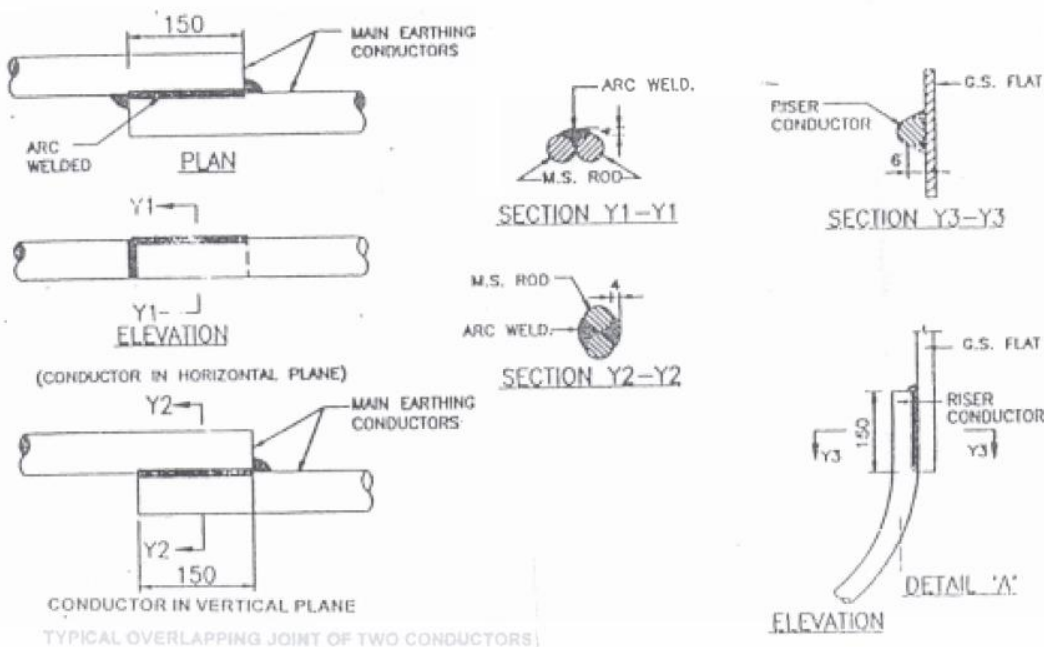 150
MAIN EARTHING
CONDUCTORS
ARC
WELDED
PLAN
Y1
Y1
ELEVATION
(CONDUCTOR IN HORIZONTAL PLANE)
Y2
MAIN EARTHING
CONDUCTORS
Y2
150
CONDUCTOR IN VERTICAL PLANE
TYPICAL OVERLAPPING JOINT OF TWO CONDUCTORS
ARC WELD.
4
M.S. ROD
SECTION Y1-Y1
M.S. ROD
4
ARC WELD.
SECTION Y2-Y2
G.S. FLAT
RISER
CONDUCTOR
6
SECTION Y3-Y3
G.S. FLAT
RISER
CONDUCTOR
150
Y3
Y3
DETAIL 'A'
ELEVATION